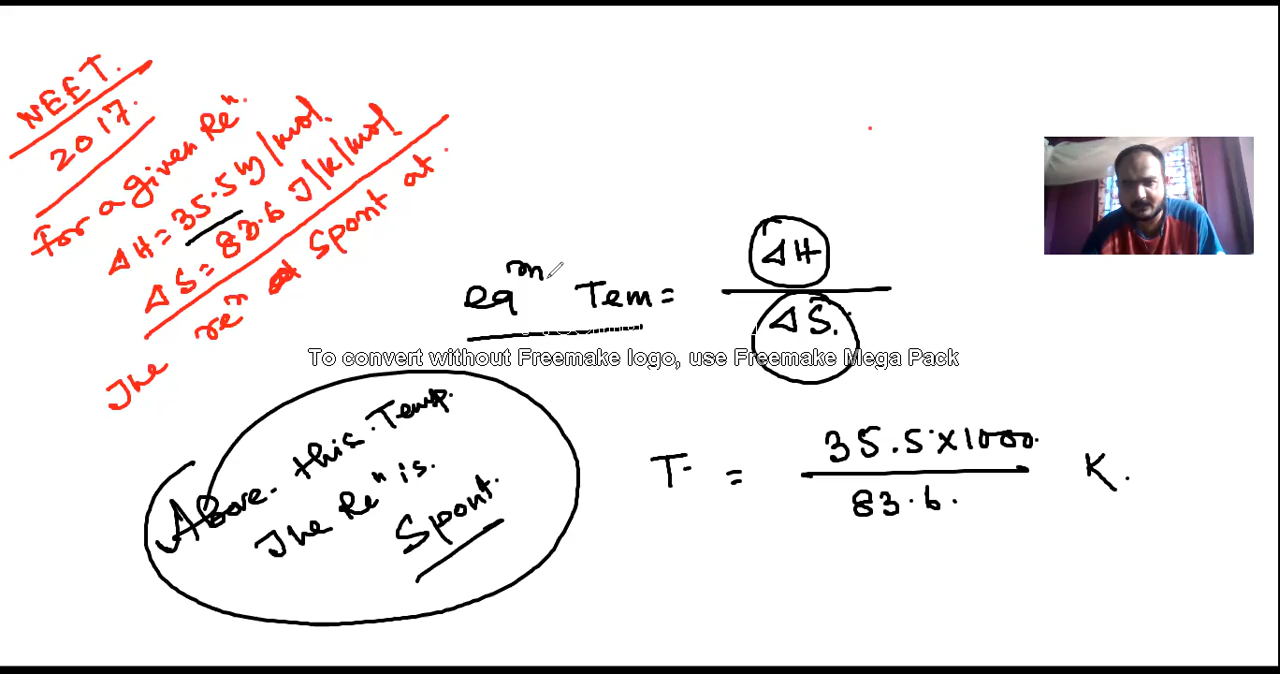 NEET.
2017.
for a given Reⁿ.
ΔH = 35.5 kJ/mol.
ΔS = 83.6 J/K/mol
The reⁿ Spont at.
eqᵐ Tem = ΔH
ΔS.
To convert without Freemake logo, use Freemake Mega Pack
Above this Temp.
The Reⁿ is.
Spont.
T = 35.5 × 1000 K.
83.6.